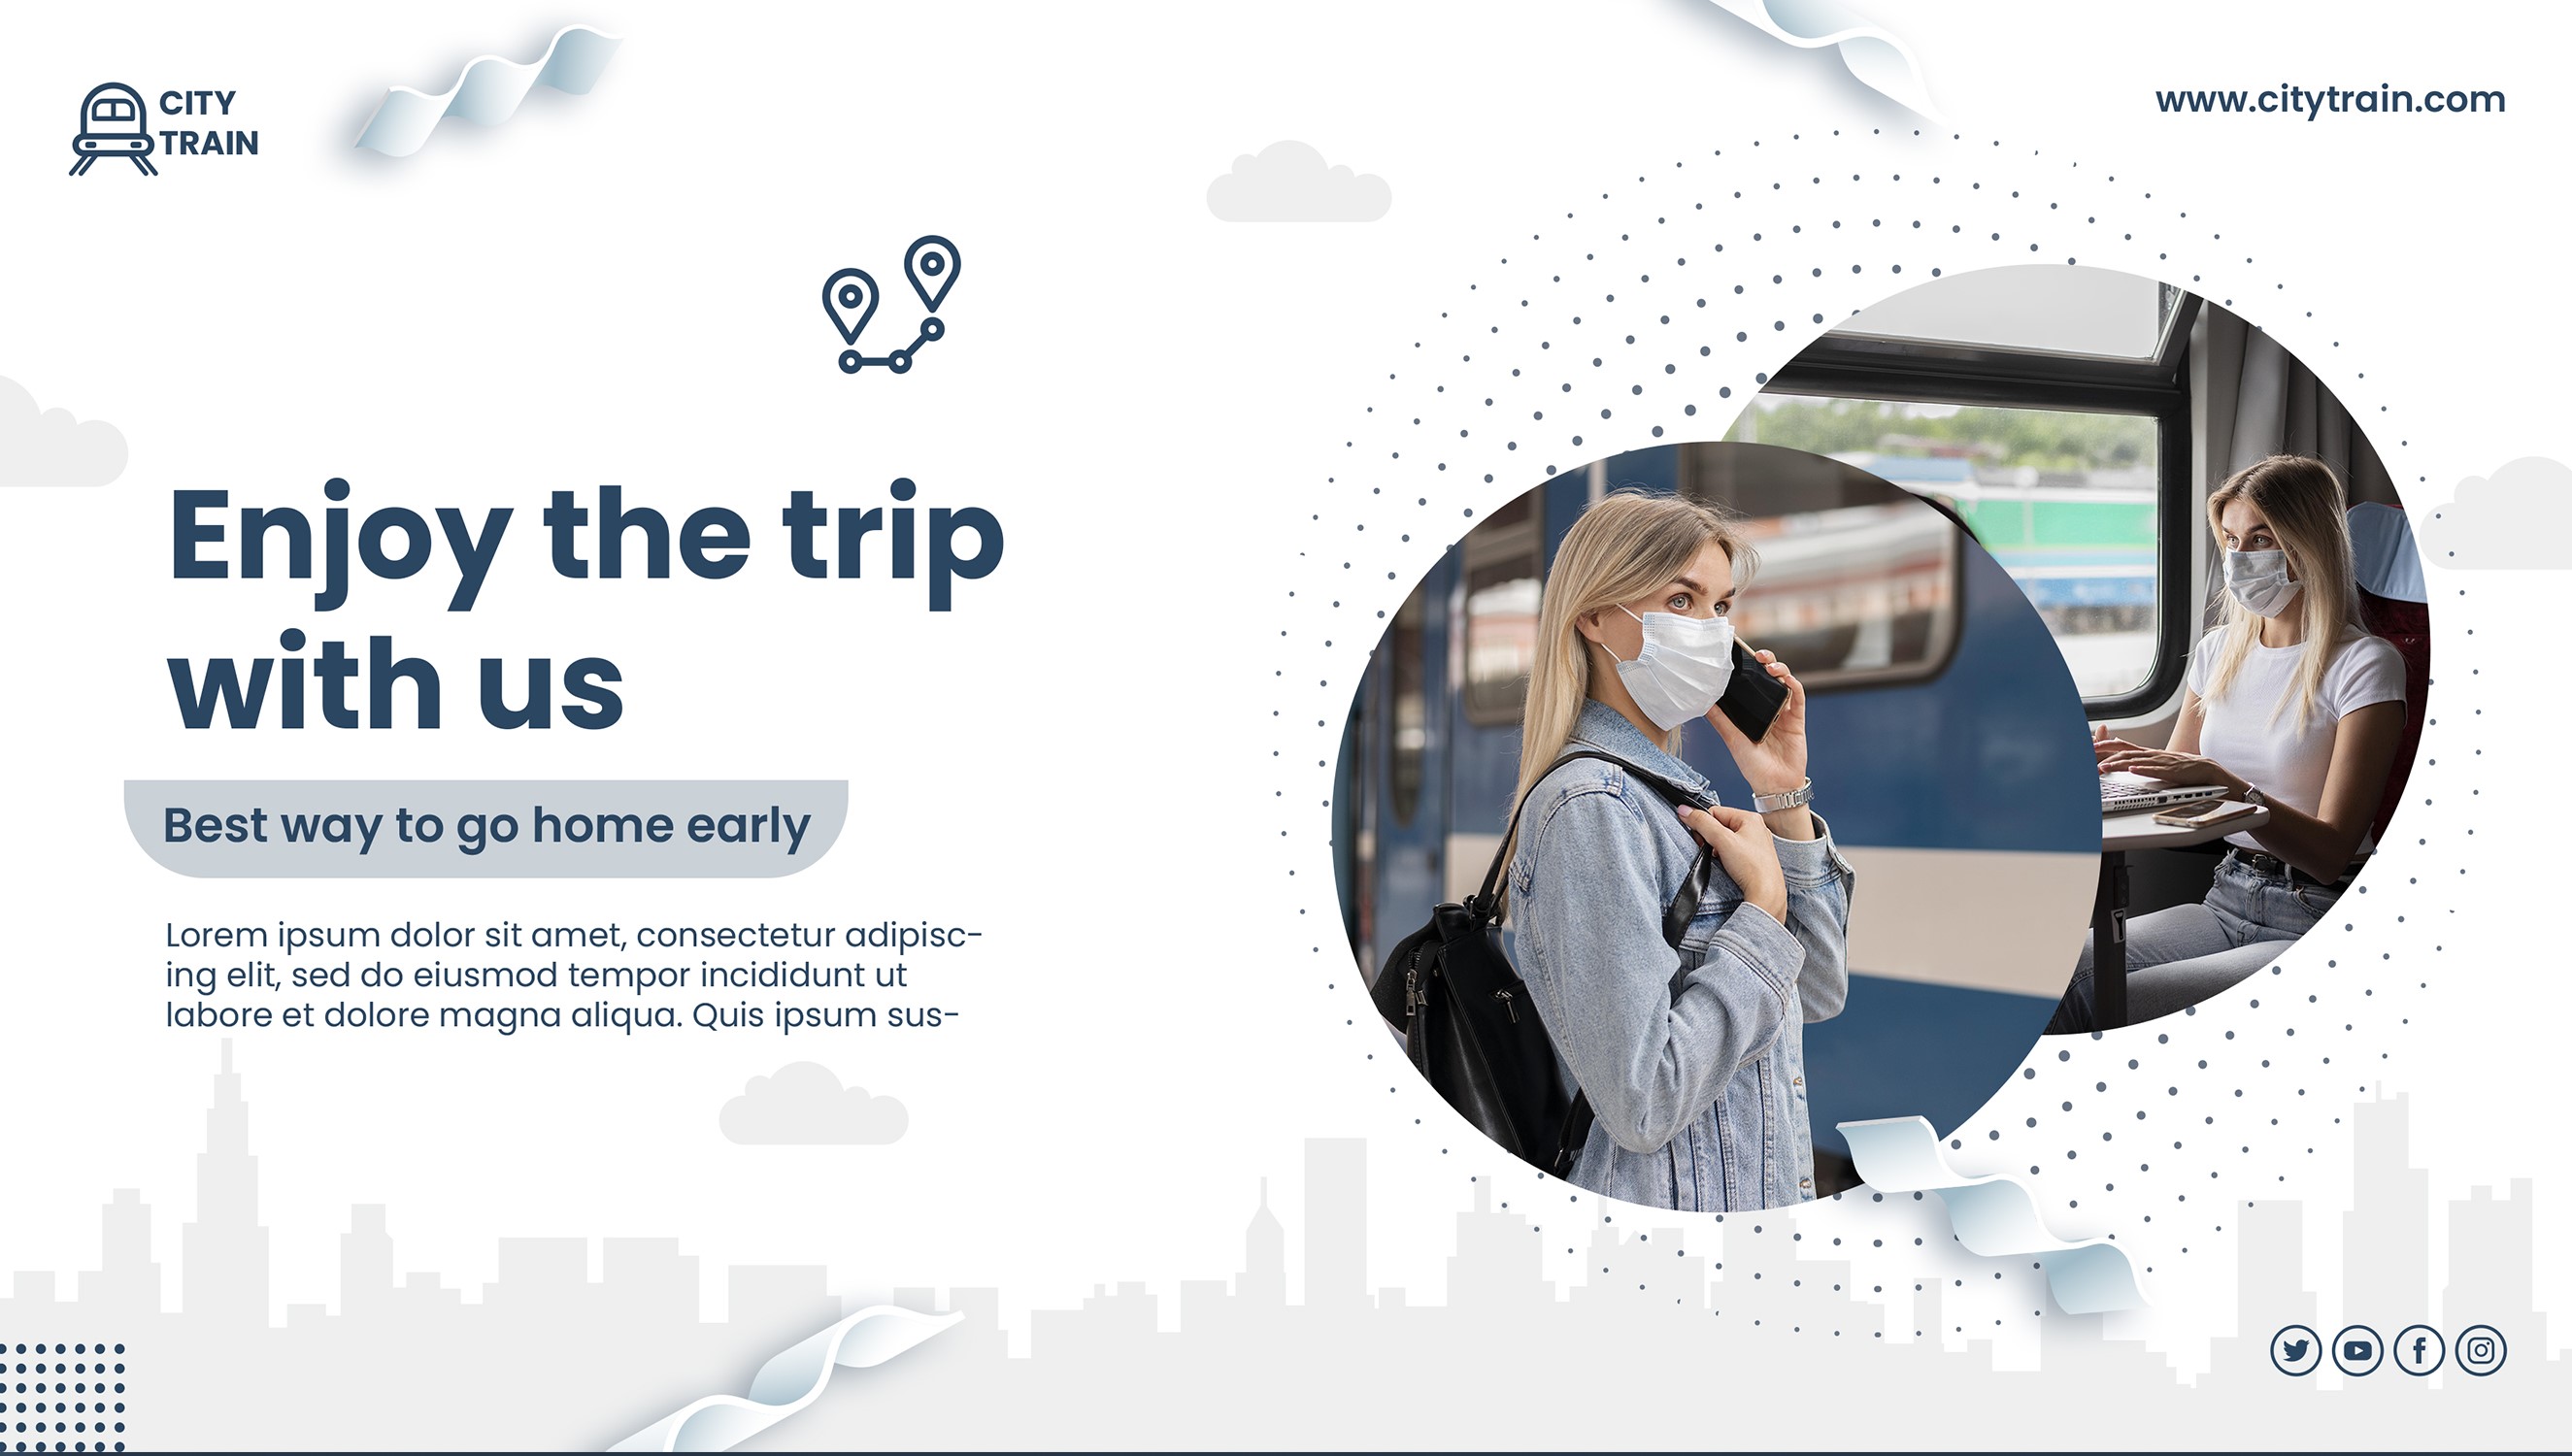 CITY
TRAIN
www.citytrain.com
Enjoy the trip
with us
Best way to go home early
Lorem ipsum dolor sit amet, consectetur adipisc-
ing elit, sed do eiusmod tempor incididunt ut
labore et dolore magna aliqua. Quis ipsum sus-